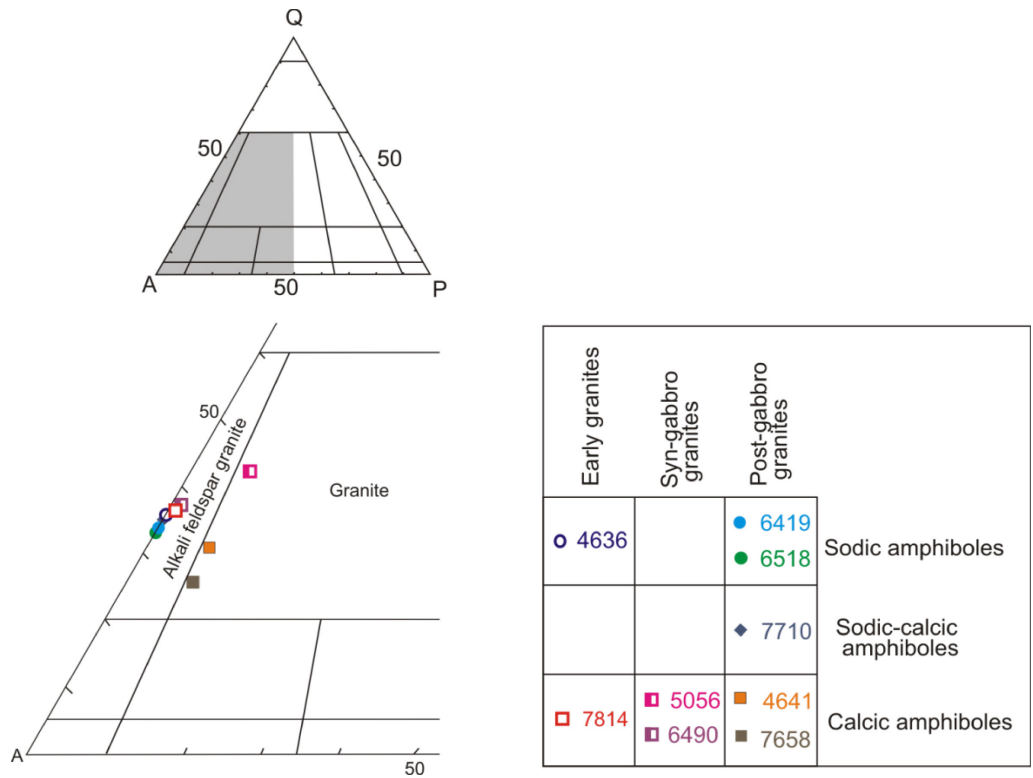 Q
50
50
A
50
P
50
Alkali feldspar granite
Granite
A
50
Early granites
Syn-gabbro
granites
Post-gabbro
granites
4636
6419
6518
Sodic amphiboles
7710
Sodic-calcic
amphiboles
7814
5056
6490
4641
7658
Calcic amphiboles